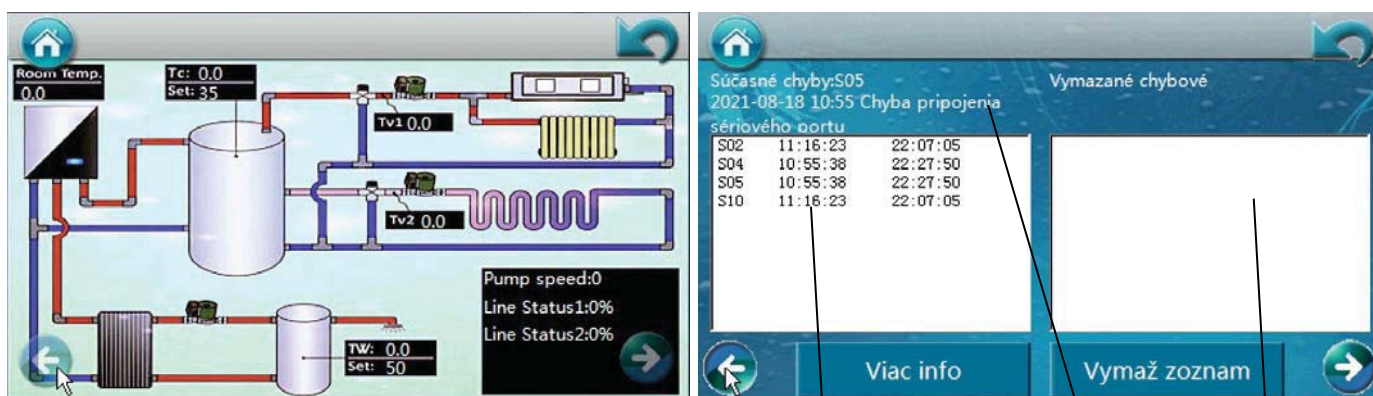 Room Temp.
0.0
Tc: 0.0
Set: 35
Tv1 0.0
Tv2 0.0
Pump speed:0
Line Status1:0%
Line Status2:0%
TW: 0.0
Set: 50
Súčasné chyby:S05
2021-08-18 10:55 Chyba pripojenia
sériového portu
S02 11:16:23 22:07:05
S04 10:55:38 22:27:50
S05 10:55:38 22:27:50
S10 11:16:23 22:07:05
Vymazané chybové
Viac info
Vymaž zoznam